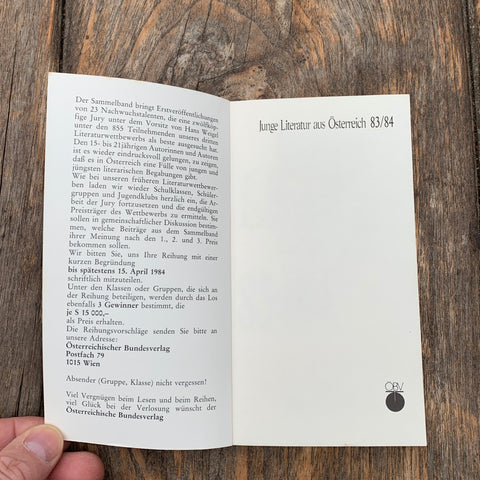 Der Sammelband bringt Erstveröffentlichungen
von 23 Nachwuchstalenten, die eine zwölfköp-
fige Jury unter dem Vorsitz von Hans Weigel
unter den 855 Teilnehmenden unseres dritten
Literaturwettbewerbs als beste ausgesucht hat.
Den 15- bis 21jährigen Autorinnen und Autoren
ist es wieder eindrucksvoll gelungen, zu zeigen,
daß es in Österreich eine Fülle von jungen und
jüngsten literarischen Begabungen gibt.
Wie bei unseren früheren Literaturwettbewer-
ben laden wir wieder Schulklassen, Schüler-
gruppen und Jugendklubs herzlich ein, die Ar-
beit der Jury fortzusetzen und die endgültigen
Preisträger des Wettbewerbs zu ermitteln. Sie
sollen in gemeinschaftlicher Diskussion bestim-
men, welche Beiträge aus dem Sammelband
ihrer Meinung nach den 1., 2. und 3. Preis
bekommen sollen.
Wir bitten Sie, uns Ihre Reihung mit einer
kurzen Begründung
bis spätestens 15. April 1984
schriftlich mitzuteilen.
Unter den Klassen oder Gruppen, die sich an
der Reihung beteiligen, werden durch das Los
ebenfalls 3 Gewinner bestimmt, die
je S 15 000,–
als Preis erhalten.
Die Reihungsvorschläge senden Sie bitte an
unsere Adresse:
Österreichischer Bundesverlag
Postfach 79
1015 Wien
Absender (Gruppe, Klasse) nicht vergessen!
Viel Vergnügen beim Lesen und beim Reihen,
viel Glück bei der Verlosung wünscht der
Österreichische Bundesverlag
Junge Literatur aus Österreich 83/84
ÖBV